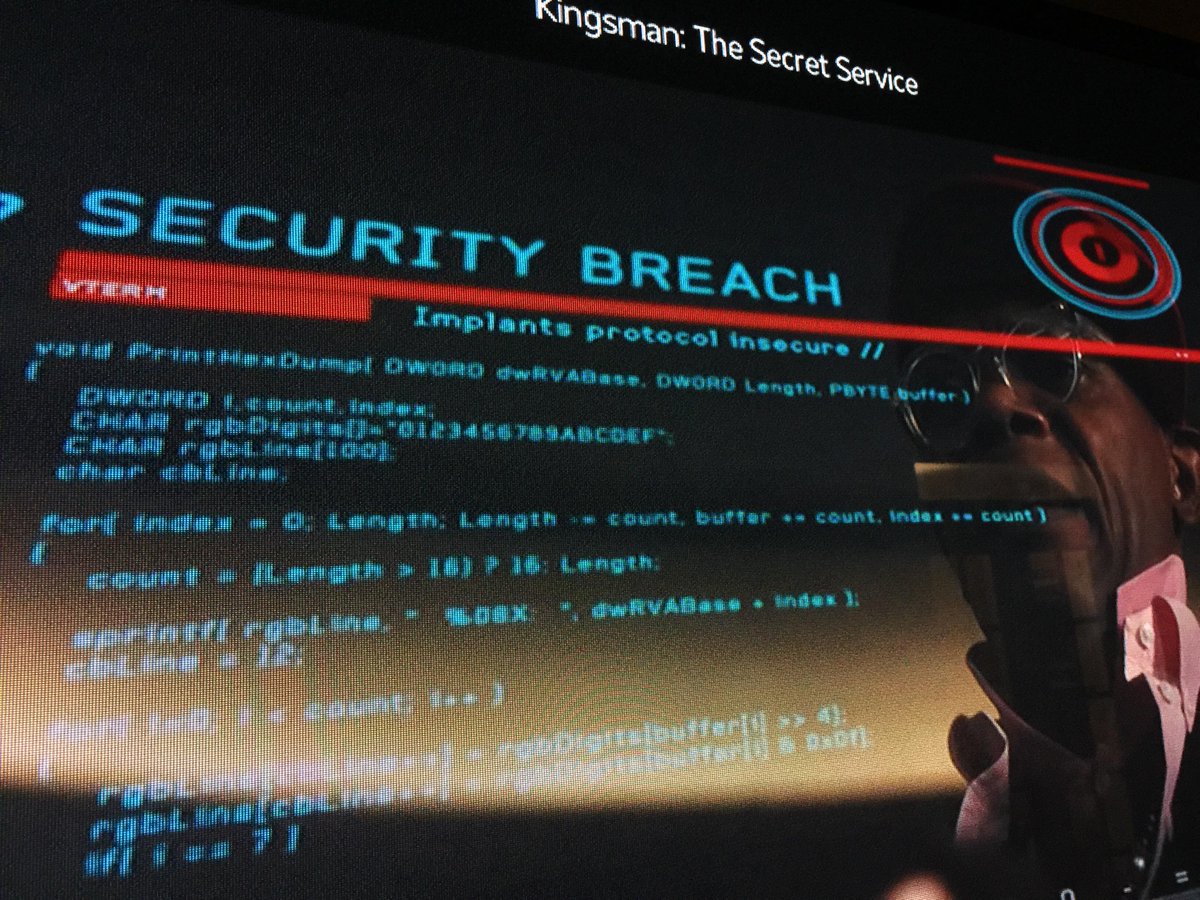 Kingsman: The Secret Service
SECURITY BREACH
VTERM
Implants protocol insecure //
void PrintHexDump( DWORD dwRVABase, DWORD Length, PBYTE buffer )
{
DWORD i,count,index;
CHAR rgbDigits[]="0123456789ABCDEF";
CHAR rgbLine[100];
char cbLine;
for( index = 0; Length; Length -= count, buffer += count, index += count )
{
count = (Length > 16) ? 16: Length;
sprintf( rgbLine, " %08X: ", dwRVABase + index );
cbLine = 12;
for( i=0; i < count; i++ )
{
rgbLine[cbLine++] = rgbDigits[buffer[i] >> 4];
rgbLine[cbLine++] = rgbDigits[buffer[i] & 0x0f];
if( i == 7 )